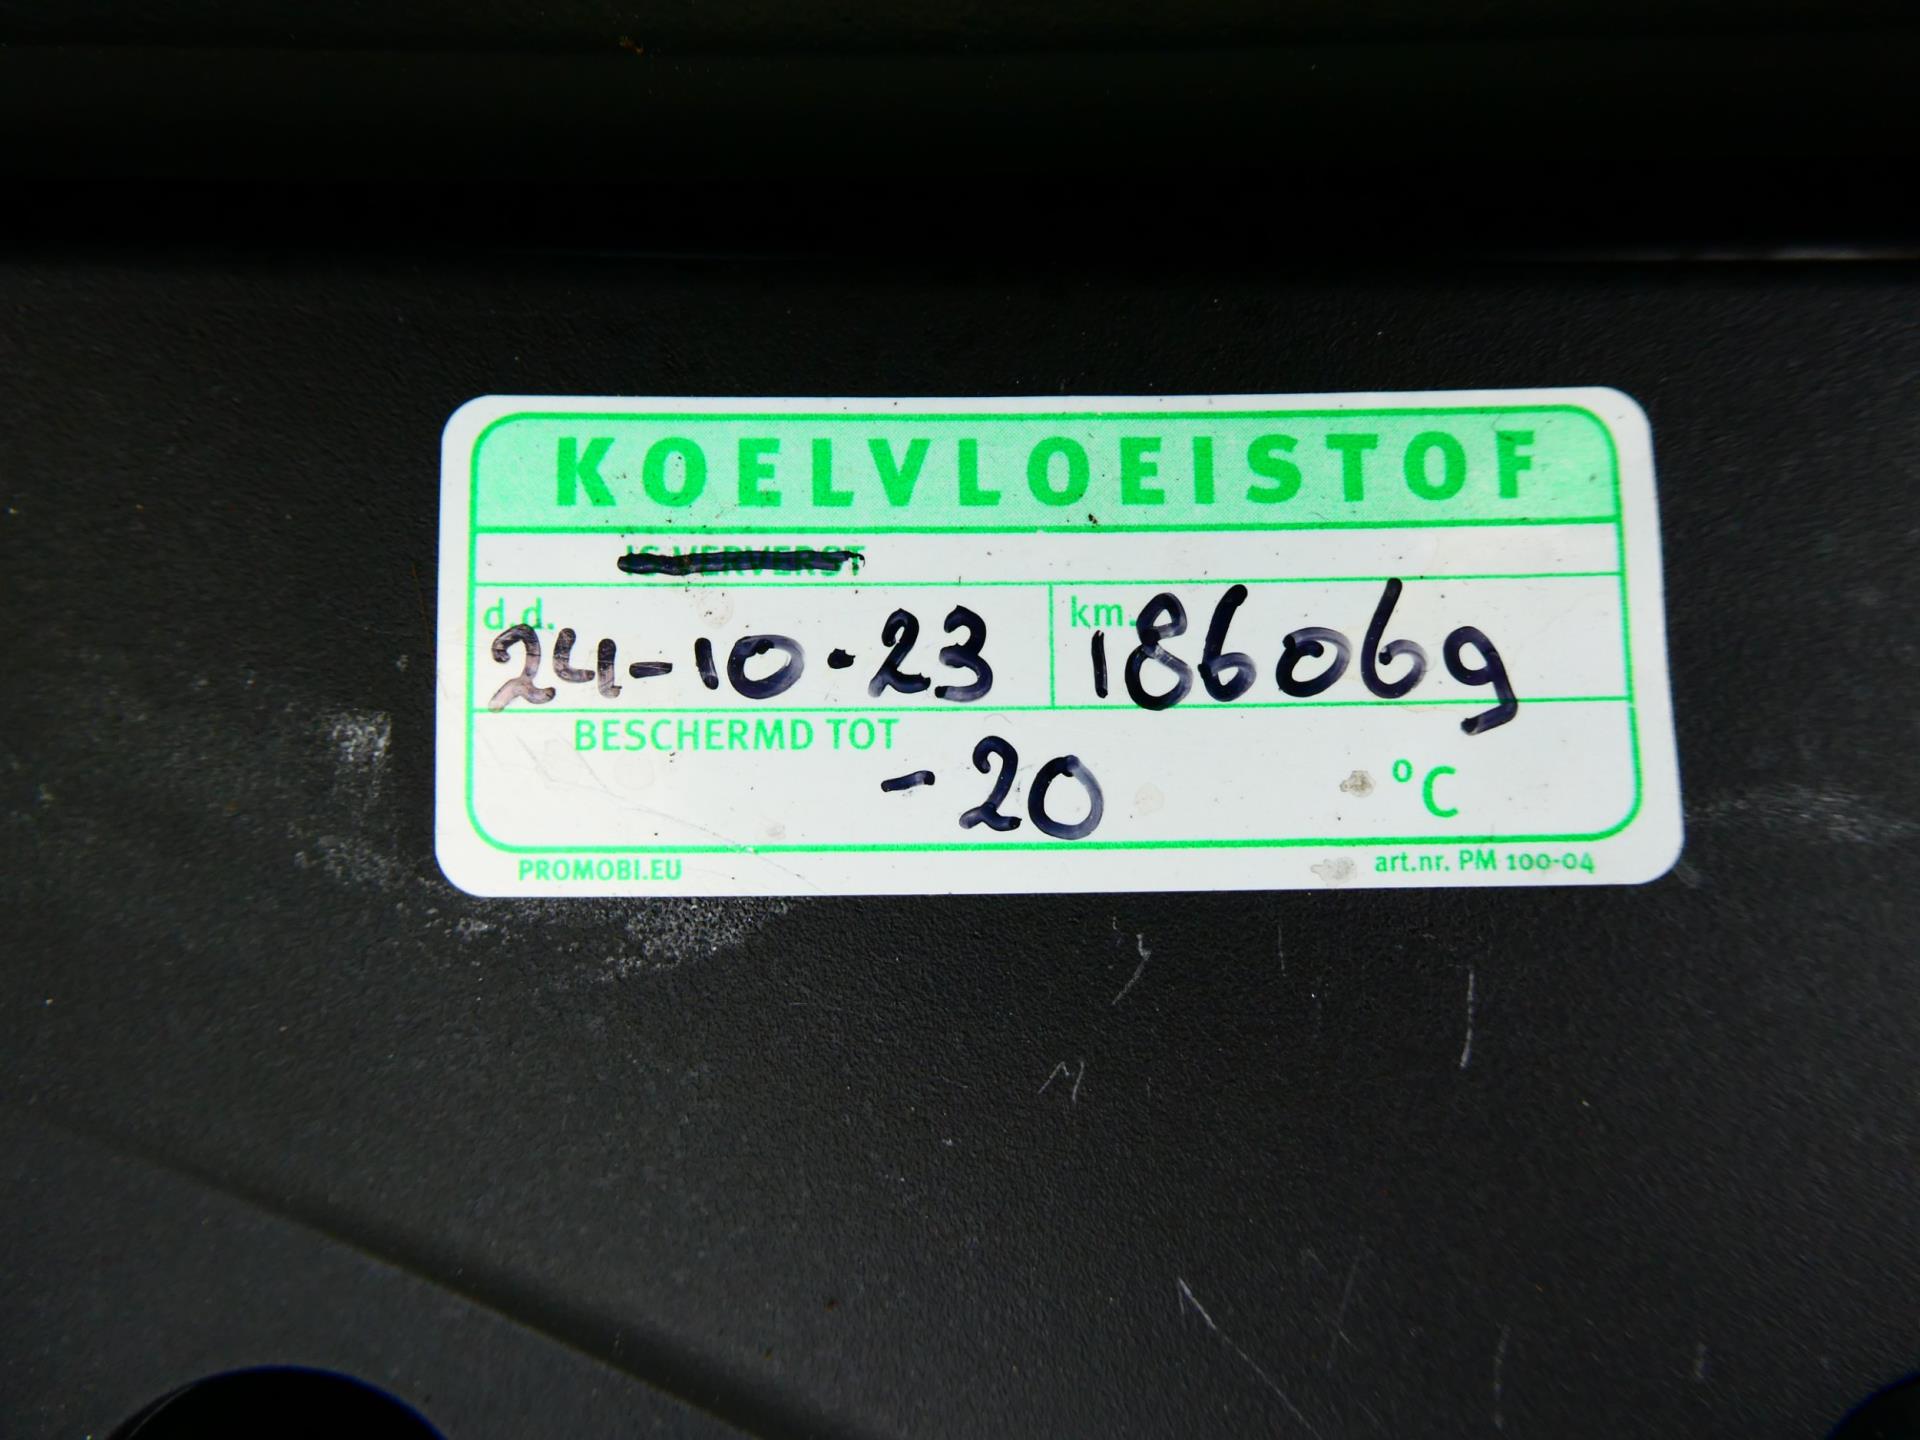 KOELVLOEISTOF
IS VERVERST
d.d. 24-10-23 km. 186069
BESCHERMD TOT
-20 °C
PROMOBI.EU art.nr. PM 100-04